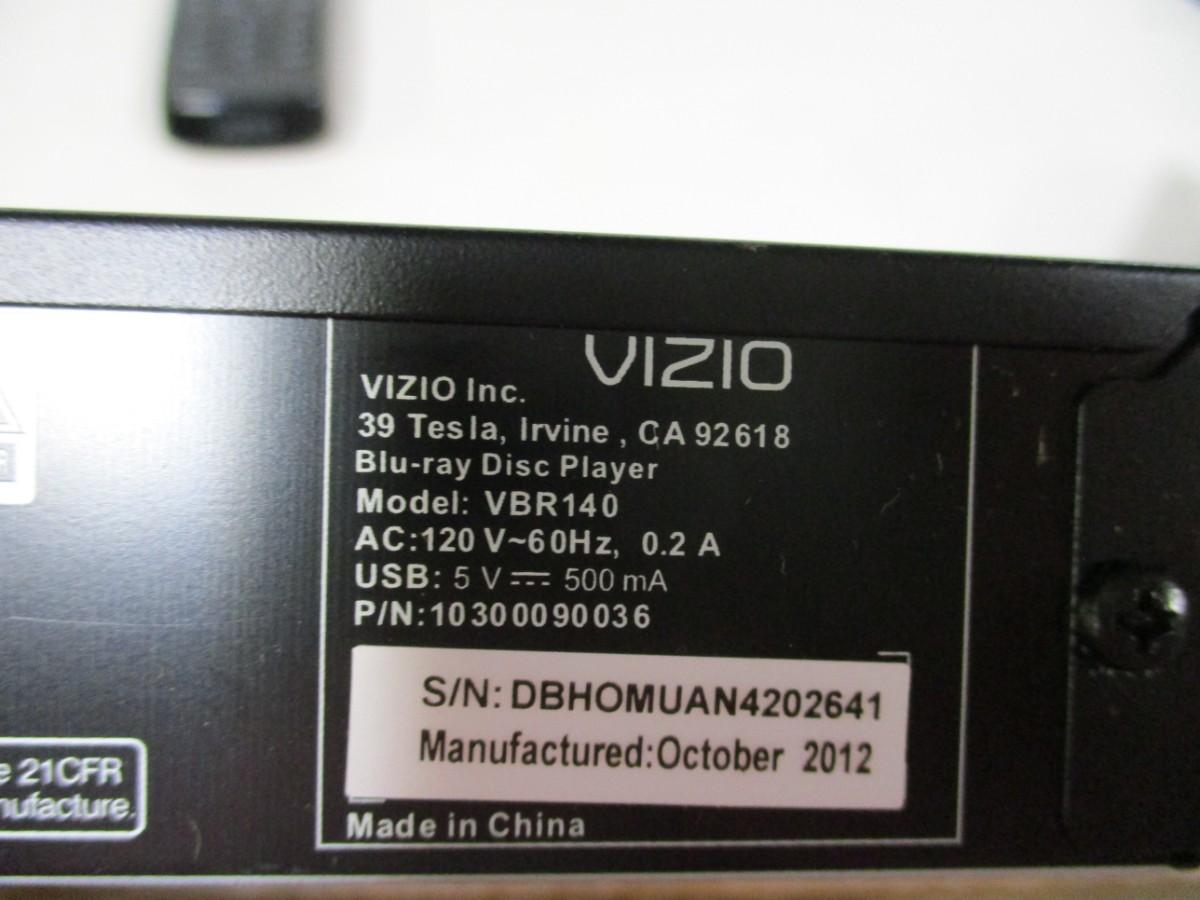 VIZIO
VIZIO Inc.
39 Tesla, Irvine , CA 92618
Blu-ray Disc Player
Model: VBR140
AC:120 V~60Hz, 0.2 A
USB: 5 V ⎓ 500 mA
P/N:10300090036
S/N: DBHOMUAN4202641
Manufactured:October 2012
Made in China
21CFR